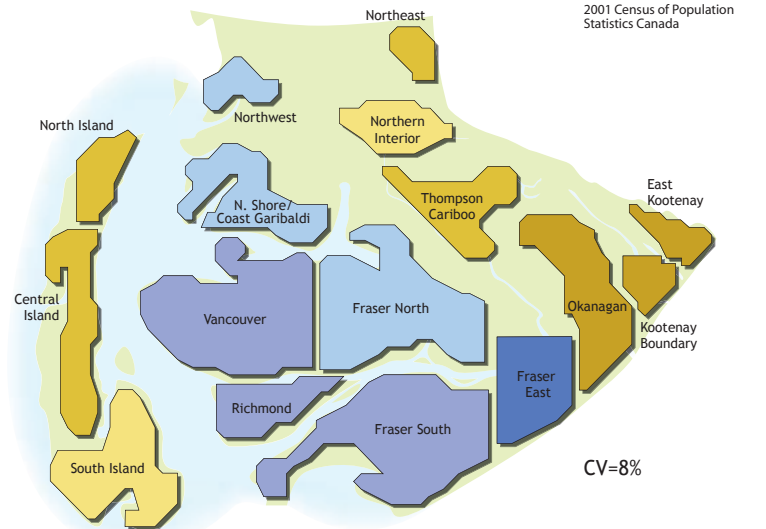 2001 Census of Population
Statistics Canada
Northeast
Northwest
North Island
Northern
Interior
East
Kootenay
Thompson
Cariboo
N. Shore/
Coast Garibaldi
Central
Island
Vancouver
Fraser North
Okanagan
Kootenay
Boundary
Richmond
Fraser
East
Fraser South
South Island
CV=8%